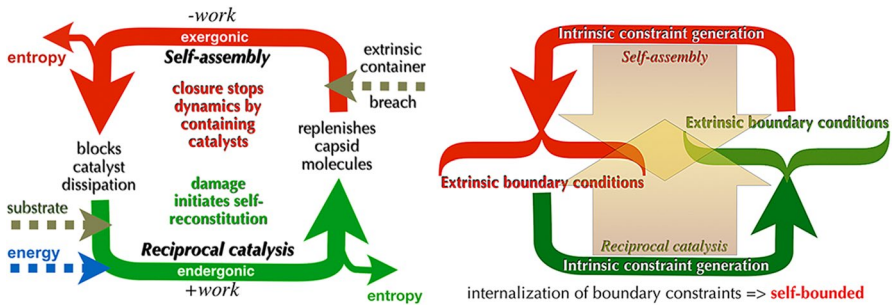 -work
exergonic
entropy
Self-assembly
extrinsic
container
breach
closure stops
dynamics by
containing
catalysts
blocks
catalyst
dissipation
replenishes
capsid
molecules
damage
initiates self-
reconstitution
substrate
energy
Reciprocal catalysis
endergonic
+work
entropy
Intrinsic constraint generation
Self-assembly
Extrinsic boundary conditions
Extrinsic boundary conditions
Reciprocal catalysis
Intrinsic constraint generation
internalization of boundary constraints => self-bounded